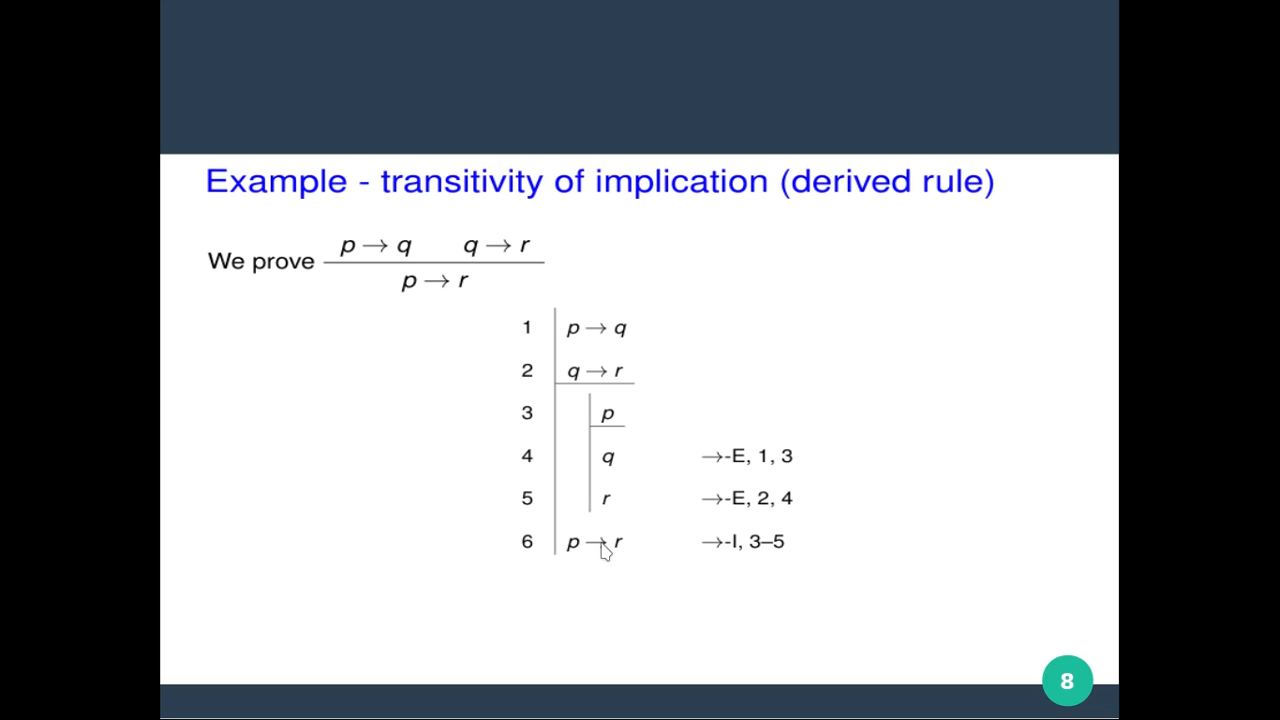 Example - transitivity of implication (derived rule)
p → q q → r
We prove
p → r
1 p → q
2 q → r
3 p
4 q →-E, 1, 3
5 r →-E, 2, 4
6 p → r →-I, 3–5
8